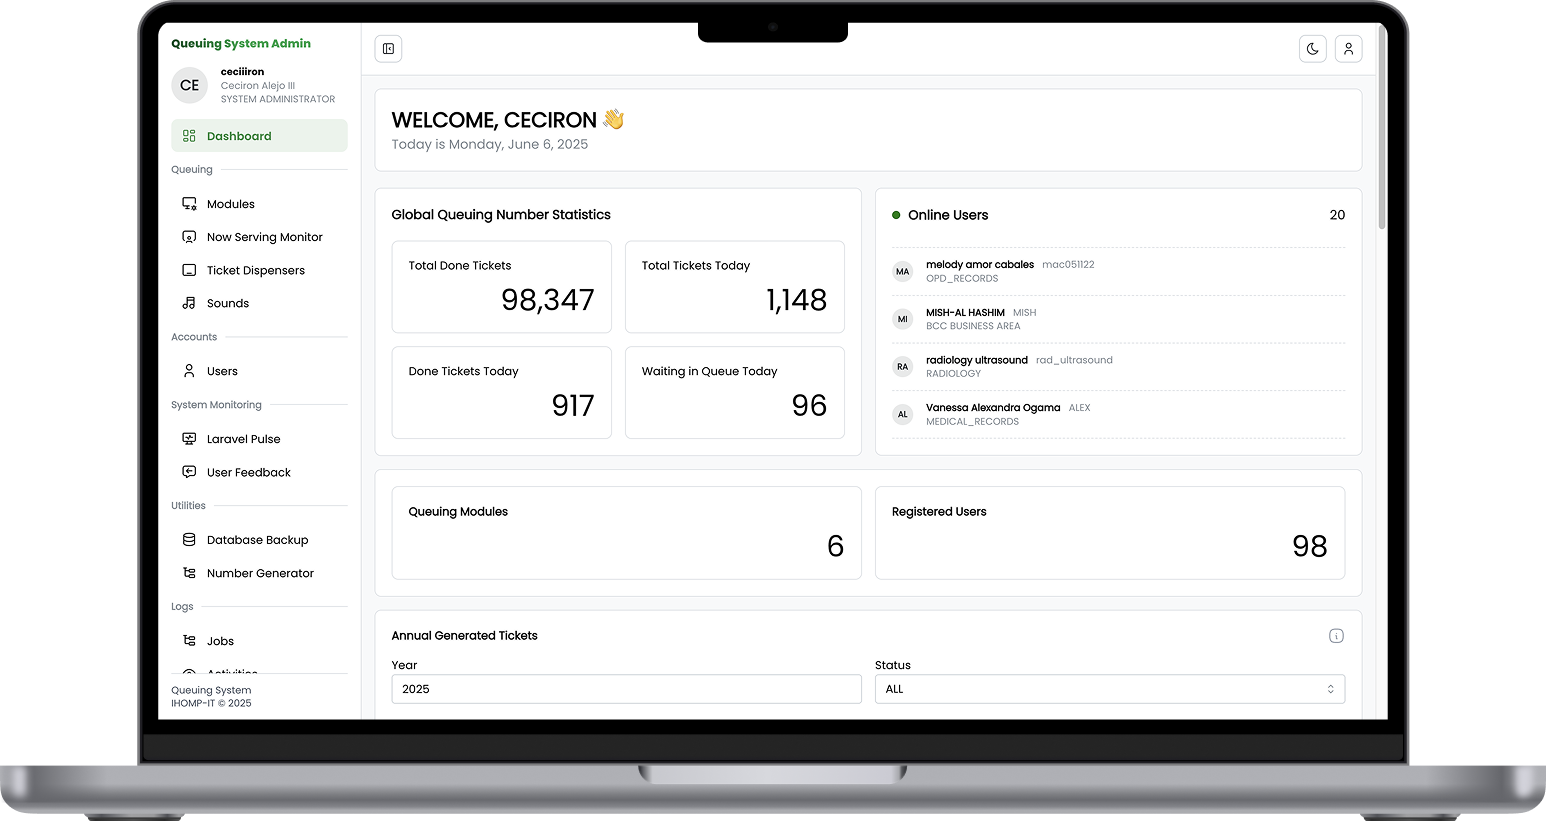 Queuing System Admin
CE
ceciiiron
Ceciron Alejo III
SYSTEM ADMINISTRATOR
Dashboard
Queuing
Modules
Now Serving Monitor
Ticket Dispensers
Sounds
Accounts
Users
System Monitoring
Laravel Pulse
User Feedback
Utilities
Database Backup
Number Generator
Logs
Jobs
Activities
Queuing System
IHOMP-IT © 2025
WELCOME, CECIRON 👋
Today is Monday, June 6, 2025
Global Queuing Number Statistics
Total Done Tickets
98,347
Total Tickets Today
1,148
Done Tickets Today
917
Waiting in Queue Today
96
Online Users 20
MA
melody amor cabales mac051122
OPD_RECORDS
MI
MISH-AL HASHIM MISH
BCC BUSINESS AREA
RA
radiology ultrasound rad_ultrasound
RADIOLOGY
AL
Vanessa Alexandra Ogama ALEX
MEDICAL_RECORDS
Queuing Modules
6
Registered Users
98
Annual Generated Tickets
Year
2025
Status
ALL